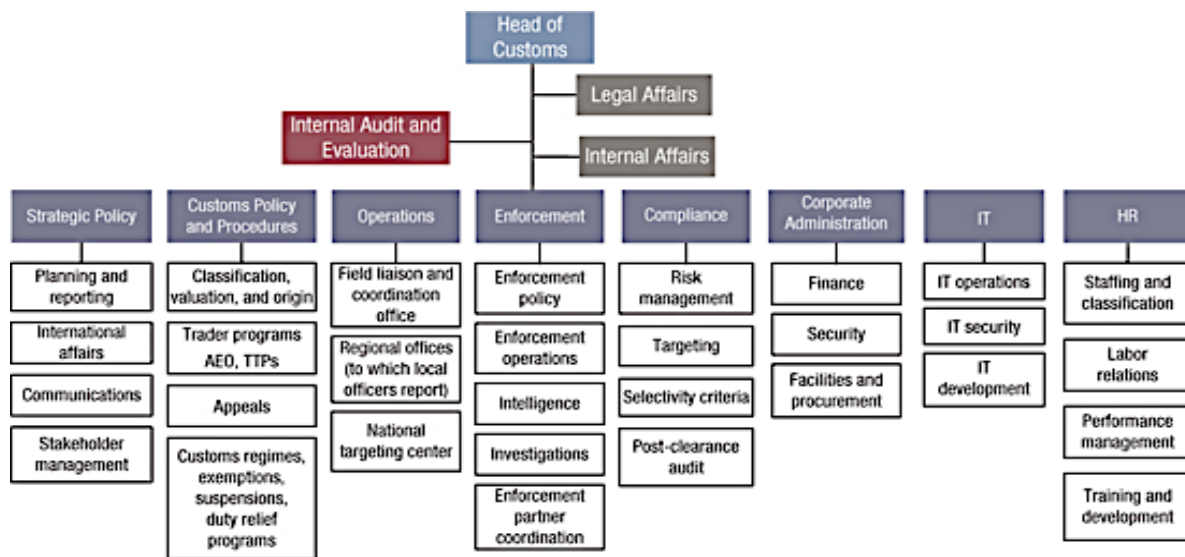 Head of
Customs
Legal Affairs
Internal Audit and
Evaluation
Internal Affairs
Strategic Policy
Planning and
reporting
International
affairs
Communications
Stakeholder
management
Customs Policy
and Procedures
Classification,
valuation, and origin
Trader programs
AEO, TTPs
Appeals
Customs regimes,
exemptions,
suspensions,
duty relief
programs
Operations
Field liaison and
coordination
office
Regional offices
(to which local
officers report)
National
targeting center
Enforcement
Enforcement
policy
Enforcement
operations
Intelligence
Investigations
Enforcement
partner
coordination
Compliance
Risk
management
Targeting
Selectivity criteria
Post-clearance
audit
Corporate
Administration
Finance
Security
Facilities and
procurement
IT
IT operations
IT security
IT
development
HR
Staffing and
classification
Labor
relations
Performance
management
Training and
development